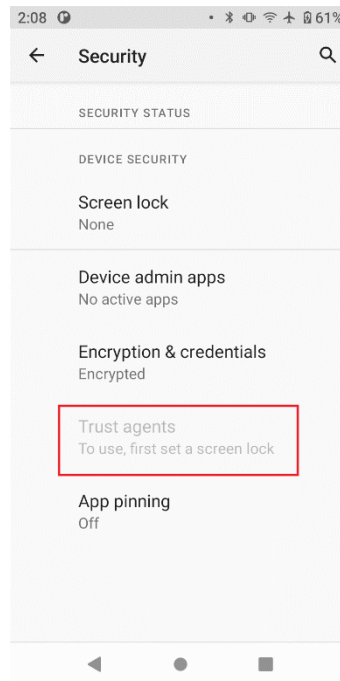 2:08 61%
Security
SECURITY STATUS
DEVICE SECURITY
Screen lock
None
Device admin apps
No active apps
Encryption & credentials
Encrypted
Trust agents
To use, first set a screen lock
App pinning
Off